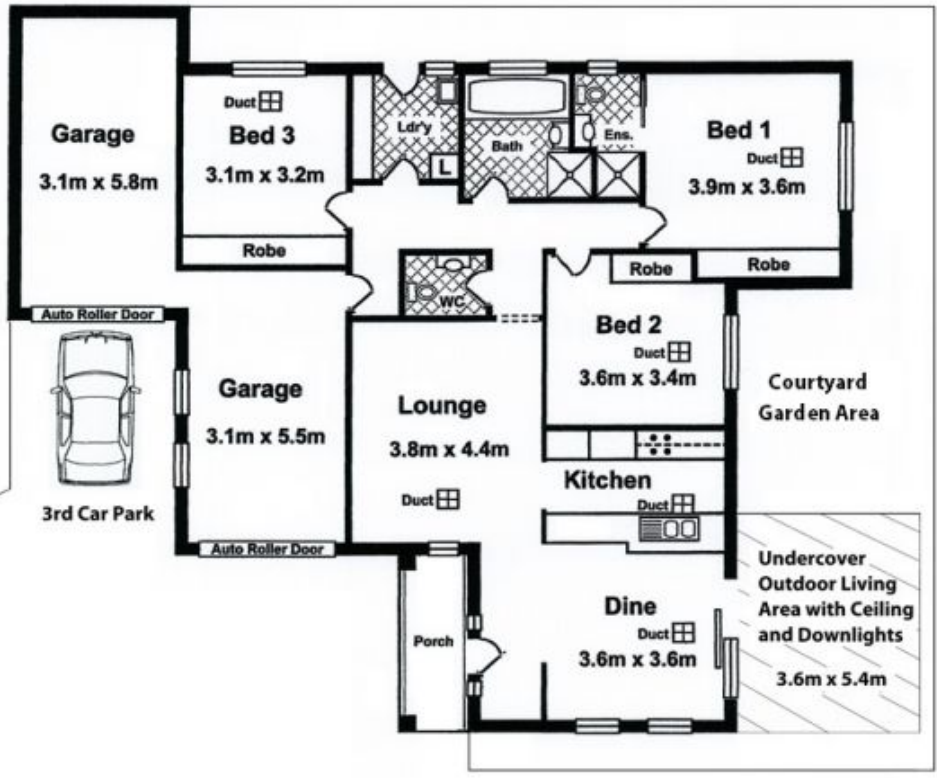 Garage
3.1m x 5.8m
Duct
Bed 3
3.1m x 3.2m
Robe
Ldr'y
L
Bath
Ens.
Bed 1
Duct
3.9m x 3.6m
Robe
Robe
WC
Auto Roller Door
3rd Car Park
Garage
3.1m x 5.5m
Auto Roller Door
Lounge
3.8m x 4.4m
Duct
Bed 2
Duct
3.6m x 3.4m
Courtyard
Garden Area
Kitchen
Duct
Porch
Dine
Duct
3.6m x 3.6m
Undercover
Outdoor Living
Area with Ceiling
and Downlights
3.6m x 5.4m